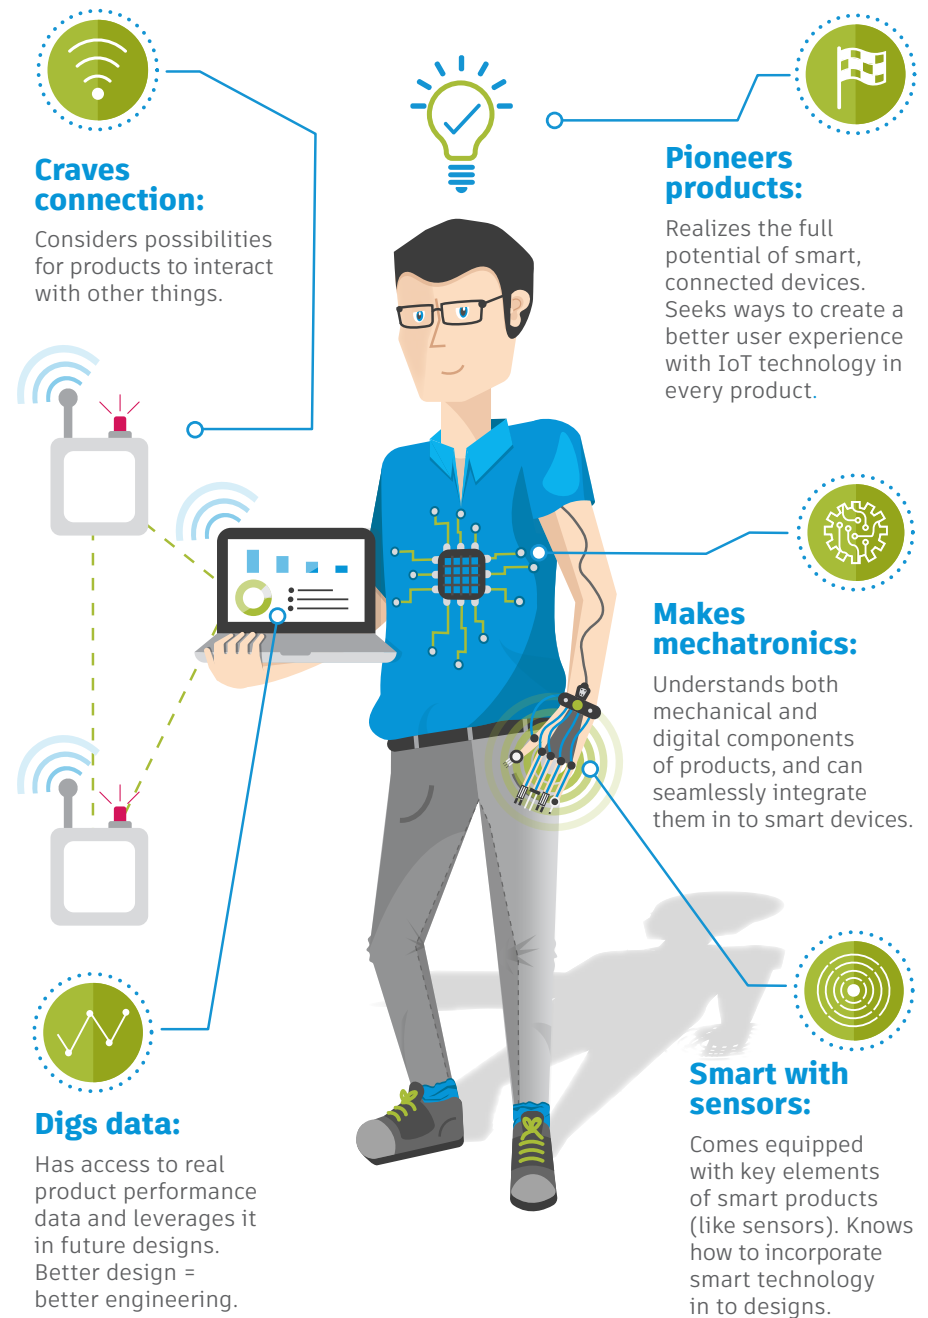 Craves
connection:
Considers possibilities
for products to interact
with other things.
Pioneers
products:
Realizes the full
potential of smart,
connected devices.
Seeks ways to create a
better user experience
with IoT technology in
every product.
Makes
mechatronics:
Understands both
mechanical and
digital components
of products, and can
seamlessly integrate
them in to smart devices.
Digs data:
Has access to real
product performance
data and leverages it
in future designs.
Better design =
better engineering.
Smart with
sensors:
Comes equipped
with key elements
of smart products
(like sensors). Knows
how to incorporate
smart technology
in to designs.